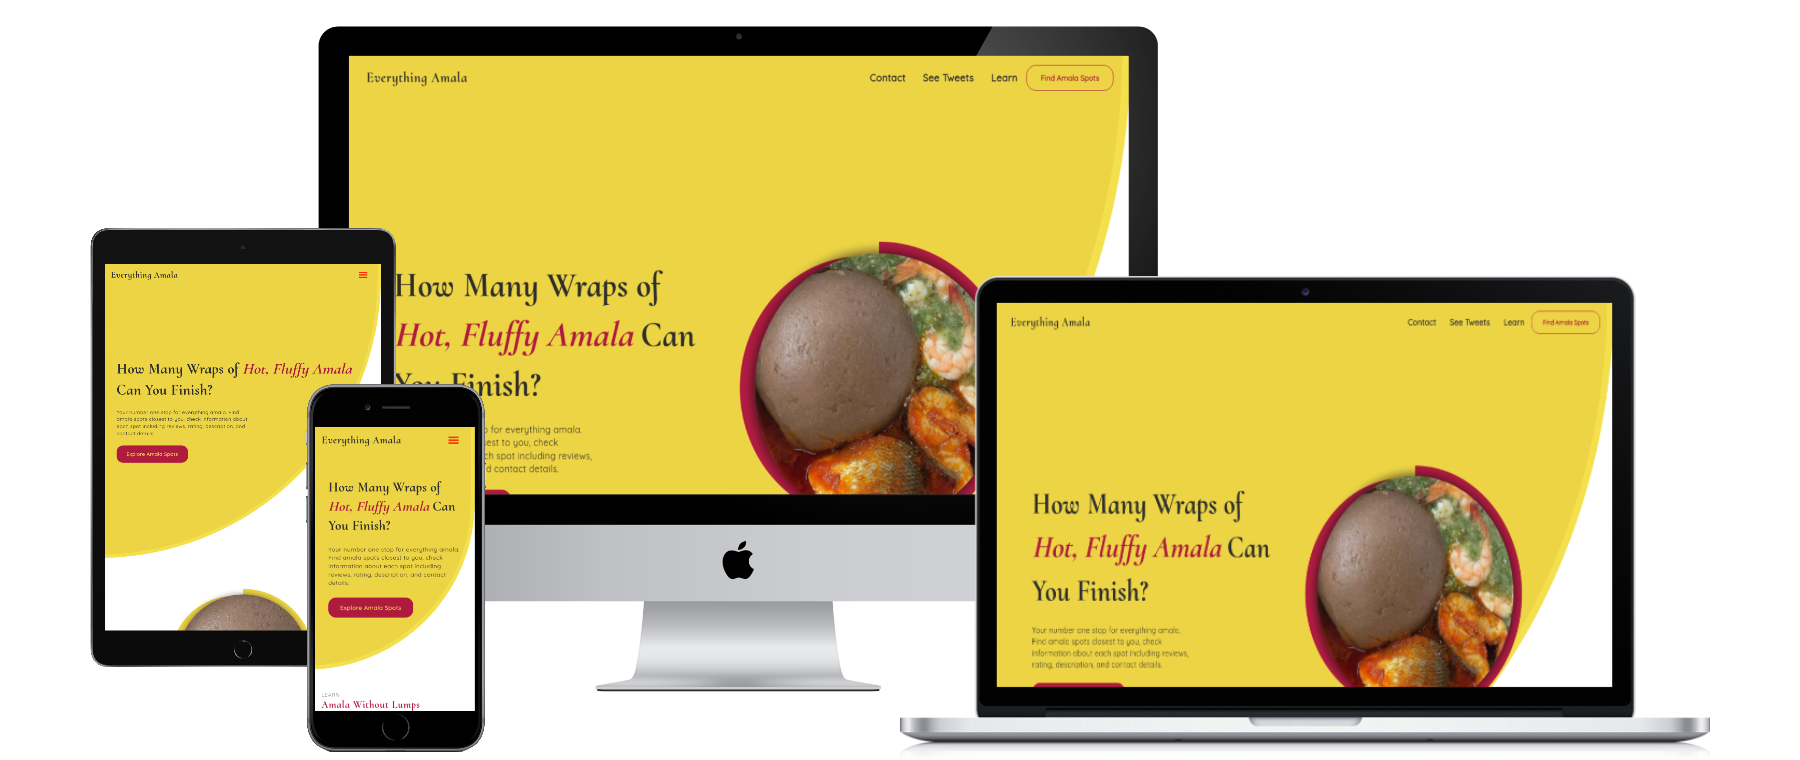 Everything Amala
Contact See Tweets Learn Find Amala Spots
How Many Wraps of
Hot, Fluffy Amala Can
You Finish?
for everything amala.
to you, check
including reviews,
contact details.
Everything Amala
How Many Wraps of Hot, Fluffy Amala
Can You Finish?
Your number one stop for everything amala. Find
amala spots closest to you, check information about
each spot including reviews, rating, description, and
contact details.
Explore Amala Spots
Everything Amala
How Many Wraps of
Hot, Fluffy Amala Can
You Finish?
Your number one stop for everything amala.
Find amala spots closest to you, check
information about each spot including
reviews, rating, description, and contact
details.
Explore Amala Spots
LEARN
Amala Without Lumps
Everything Amala
Contact See Tweets Learn Find Amala Spots
How Many Wraps of
Hot, Fluffy Amala Can
You Finish?
Your number one stop for everything amala.
Find amala spots closest to you, check
information about each spot including reviews,
rating, description, and contact details.